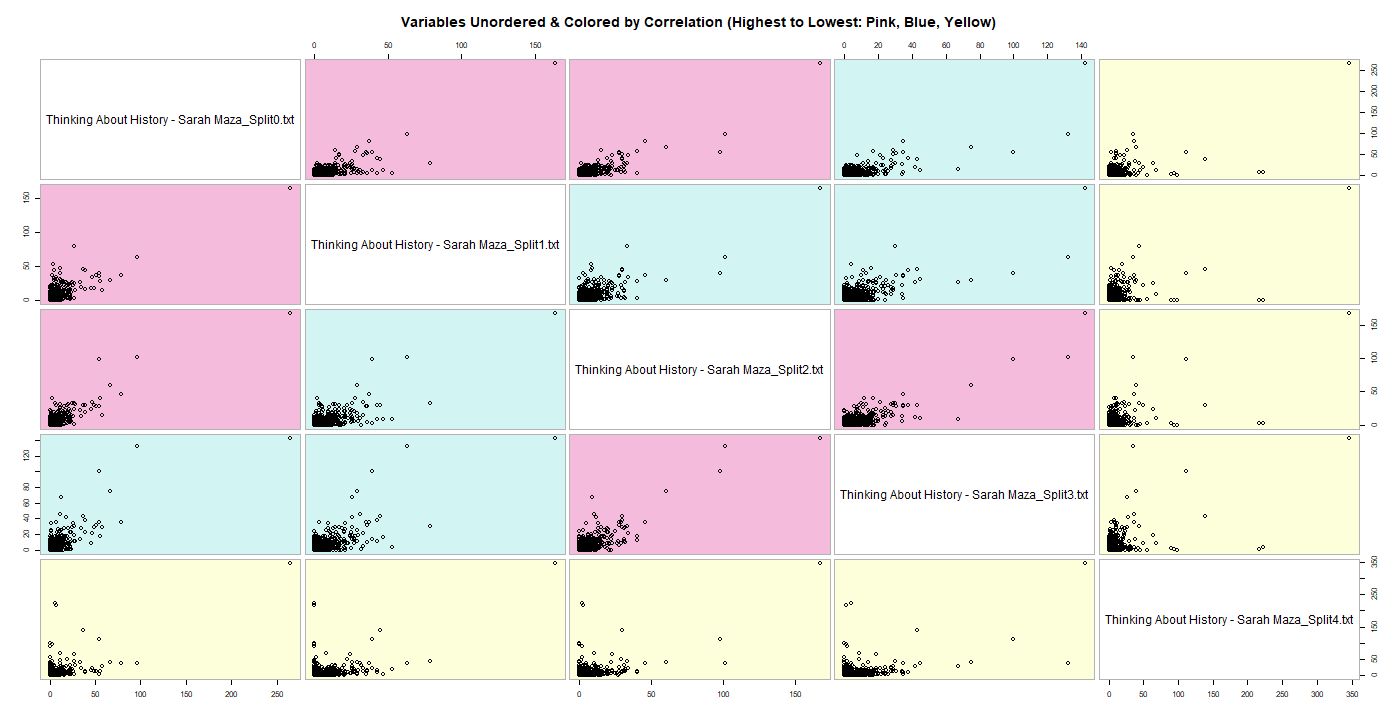 Variables Unordered & Colored by Correlation (Highest to Lowest: Pink, Blue, Yellow)
0 50 100 150
0 20 40 60 80 100 120 140
Thinking About History - Sarah Maza_Split0.txt
0 50 100 150 200 250
0 50 100 150
Thinking About History - Sarah Maza_Split1.txt
Thinking About History - Sarah Maza_Split2.txt
0 50 100 150
0 20 40 60 80 120
Thinking About History - Sarah Maza_Split3.txt
Thinking About History - Sarah Maza_Split4.txt
0 50 150 250 350
0 50 100 150 200 250
0 50 100 150
0 50 100 150 200 250 300 350